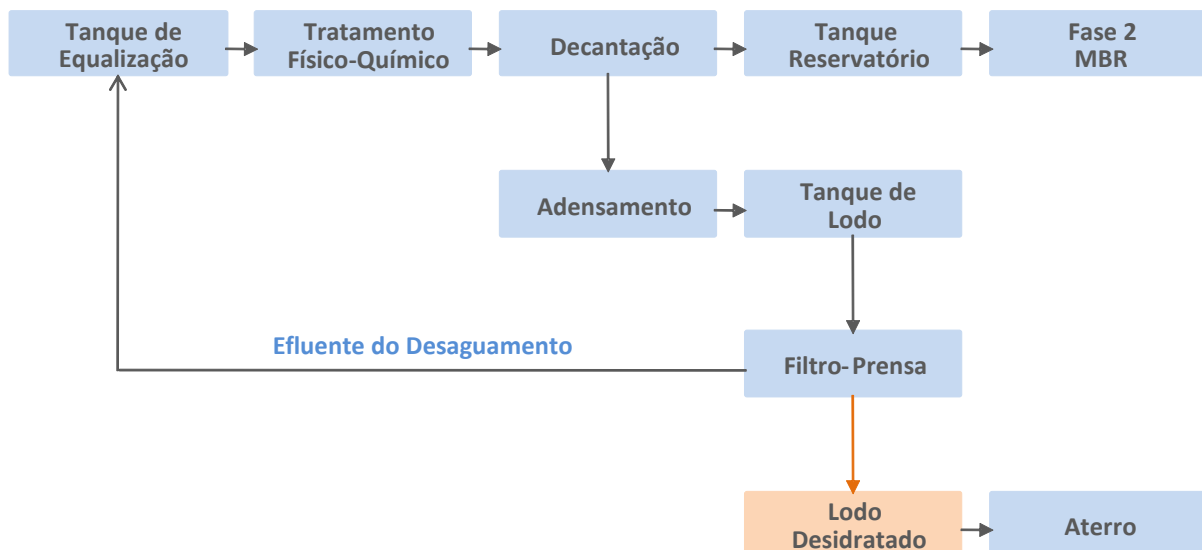 Tanque de
Equalização
Tratamento
Físico-Químico
Decantação
Tanque
Reservatório
Fase 2
MBR
Adensamento
Tanque de
Lodo
Efluente do Desaguamento
Filtro-Prensa
Lodo
Desidratado
Aterro